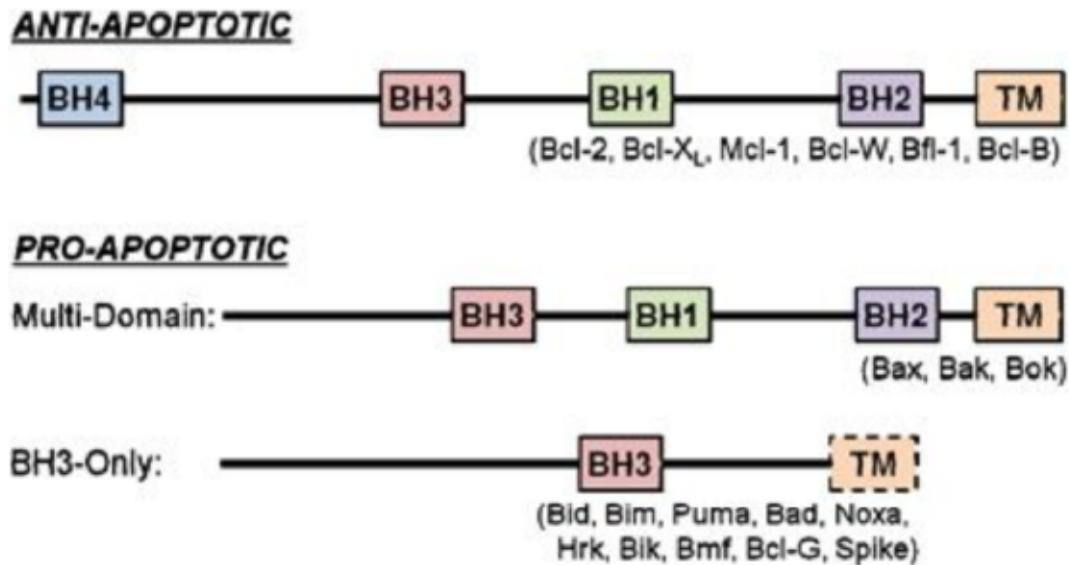 ANTI-APOPTOTIC
BH4 BH3 BH1 BH2 TM
(Bcl-2, Bcl-XL, Mcl-1, Bcl-W, Bfl-1, Bcl-B)
PRO-APOPTOTIC
Multi-Domain: BH3 BH1 BH2 TM
(Bax, Bak, Bok)
BH3-Only: BH3 TM
(Bid, Bim, Puma, Bad, Noxa,
Hrk, Bik, Bmf, Bcl-G, Spike)